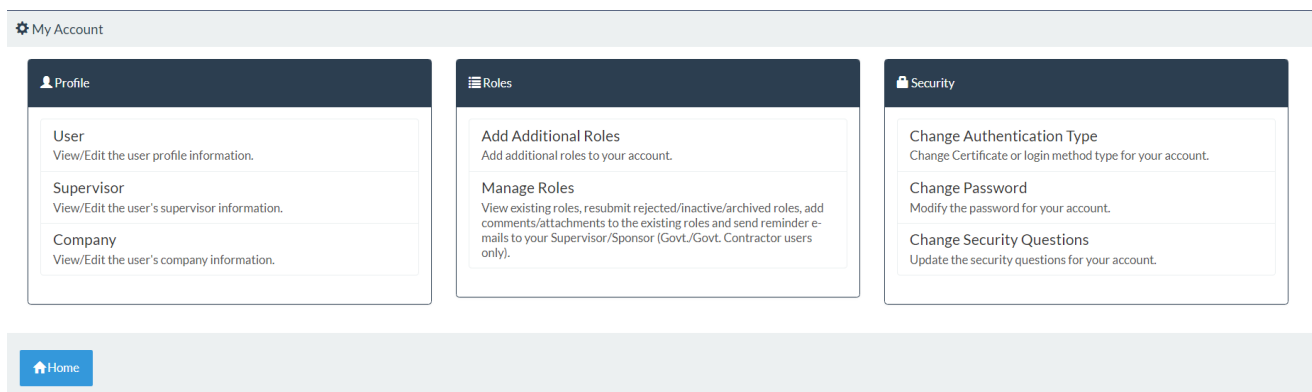 My Account
Profile
User
View/Edit the user profile information.
Supervisor
View/Edit the user's supervisor information.
Company
View/Edit the user's company information.
Roles
Add Additional Roles
Add additional roles to your account.
Manage Roles
View existing roles, resubmit rejected/inactive/archived roles, add
comments/attachments to the existing roles and send reminder e-
mails to your Supervisor/Sponsor (Govt./Govt. Contractor users
only).
Security
Change Authentication Type
Change Certificate or login method type for your account.
Change Password
Modify the password for your account.
Change Security Questions
Update the security questions for your account.
Home